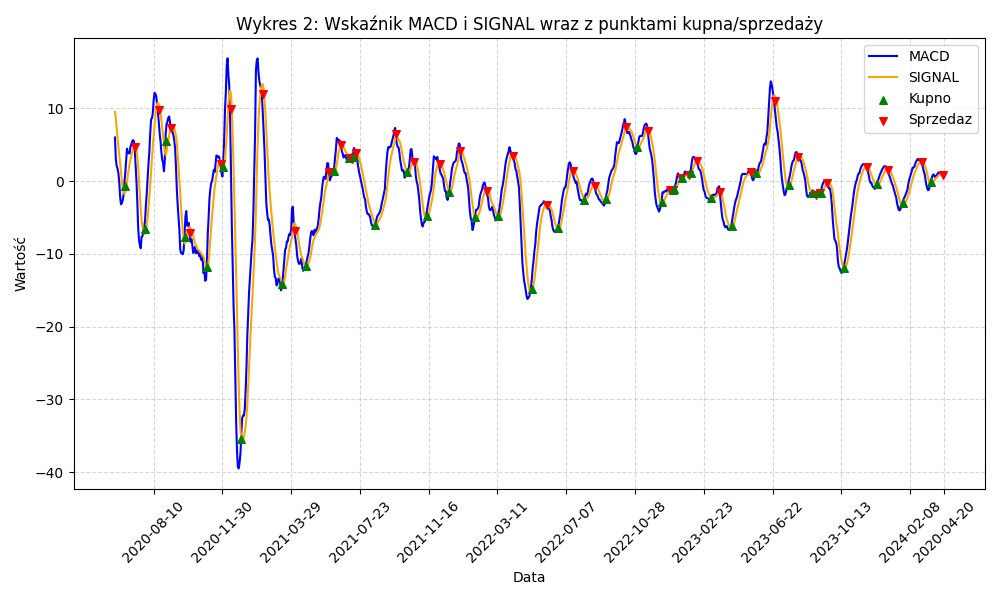 Wykres 2: Wskaźnik MACD i SIGNAL wraz z punktami kupna/sprzedaży
MACD
SIGNAL
Kupno
Sprzedaz
Wartość
10
0
−10
−20
−30
−40
2020-08-10
2020-11-30
2021-03-29
2021-07-23
2021-11-16
2022-03-11
2022-07-07
2022-10-28
2023-02-23
2023-06-22
2023-10-13
2024-02-08
2020-04-20
Data